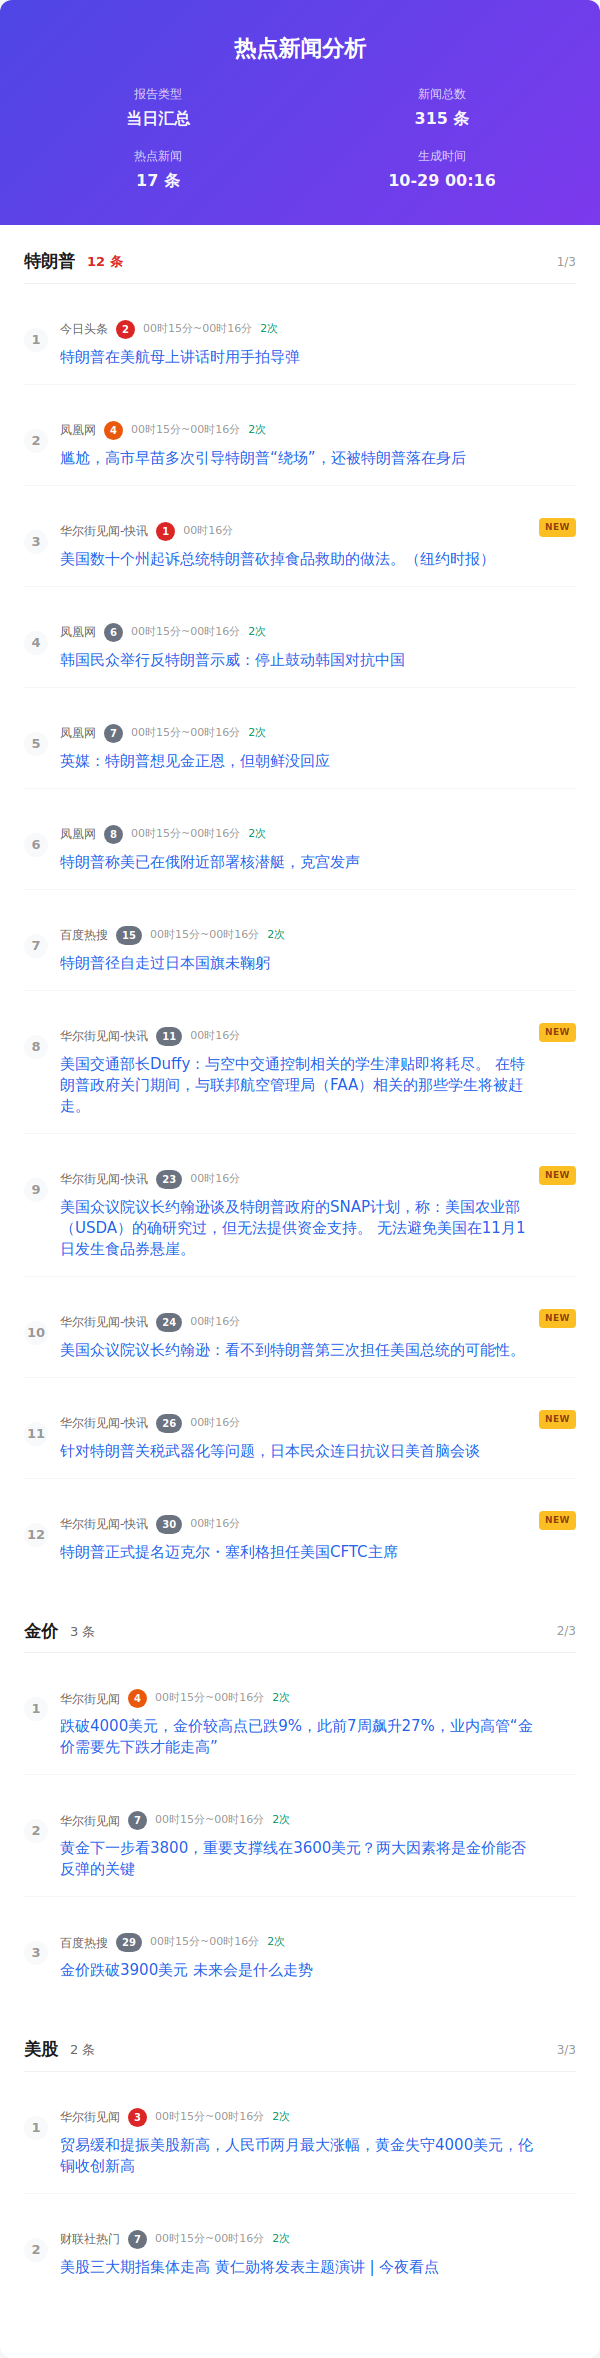 热点新闻分析
报告类型
新闻总数
当日汇总
315 条
热点新闻
生成时间
17 条
10-29 00:16
特朗普 12 条 1/3
1 今日头条 2 00时15分~00时16分 2次
特朗普在美航母上讲话时用手拍导弹
2 凤凰网 4 00时15分~00时16分 2次
尴尬，高市早苗多次引导特朗普“绕场”，还被特朗普落在身后
3 华尔街见闻-快讯 1 00时16分 NEW
美国数十个州起诉总统特朗普砍掉食品救助的做法。（纽约时报）
4 凤凰网 6 00时15分~00时16分 2次
韩国民众举行反特朗普示威：停止鼓动韩国对抗中国
5 凤凰网 7 00时15分~00时16分 2次
英媒：特朗普想见金正恩，但朝鲜没回应
6 凤凰网 8 00时15分~00时16分 2次
特朗普称美已在俄附近部署核潜艇，克宫发声
7 百度热搜 15 00时15分~00时16分 2次
特朗普径自走过日本国旗未鞠躬
8 华尔街见闻-快讯 11 00时16分 NEW
美国交通部长Duffy：与空中交通控制相关的学生津贴即将耗尽。 在特
朗普政府关门期间，与联邦航空管理局（FAA）相关的那些学生将被赶
走。
9 华尔街见闻-快讯 23 00时16分 NEW
美国众议院议长约翰逊谈及特朗普政府的SNAP计划，称：美国农业部
（USDA）的确研究过，但无法提供资金支持。 无法避免美国在11月1
日发生食品券悬崖。
10 华尔街见闻-快讯 24 00时16分 NEW
美国众议院议长约翰逊：看不到特朗普第三次担任美国总统的可能性。
11 华尔街见闻-快讯 26 00时16分 NEW
针对特朗普关税武器化等问题，日本民众连日抗议日美首脑会谈
12 华尔街见闻-快讯 30 00时16分 NEW
特朗普正式提名迈克尔・塞利格担任美国CFTC主席
金价 3 条 2/3
1 华尔街见闻 4 00时15分~00时16分 2次
跌破4000美元，金价较高点已跌9%，此前7周飙升27%，业内高管“金
价需要先下跌才能走高”
2 华尔街见闻 7 00时15分~00时16分 2次
黄金下一步看3800，重要支撑线在3600美元？两大因素将是金价能否
反弹的关键
3 百度热搜 29 00时15分~00时16分 2次
金价跌破3900美元 未来会是什么走势
美股 2 条 3/3
1 华尔街见闻 3 00时15分~00时16分 2次
贸易缓和提振美股新高，人民币两月最大涨幅，黄金失守4000美元，伦
铜收创新高
2 财联社热门 7 00时15分~00时16分 2次
美股三大期指集体走高 黄仁勋将发表主题演讲 | 今夜看点